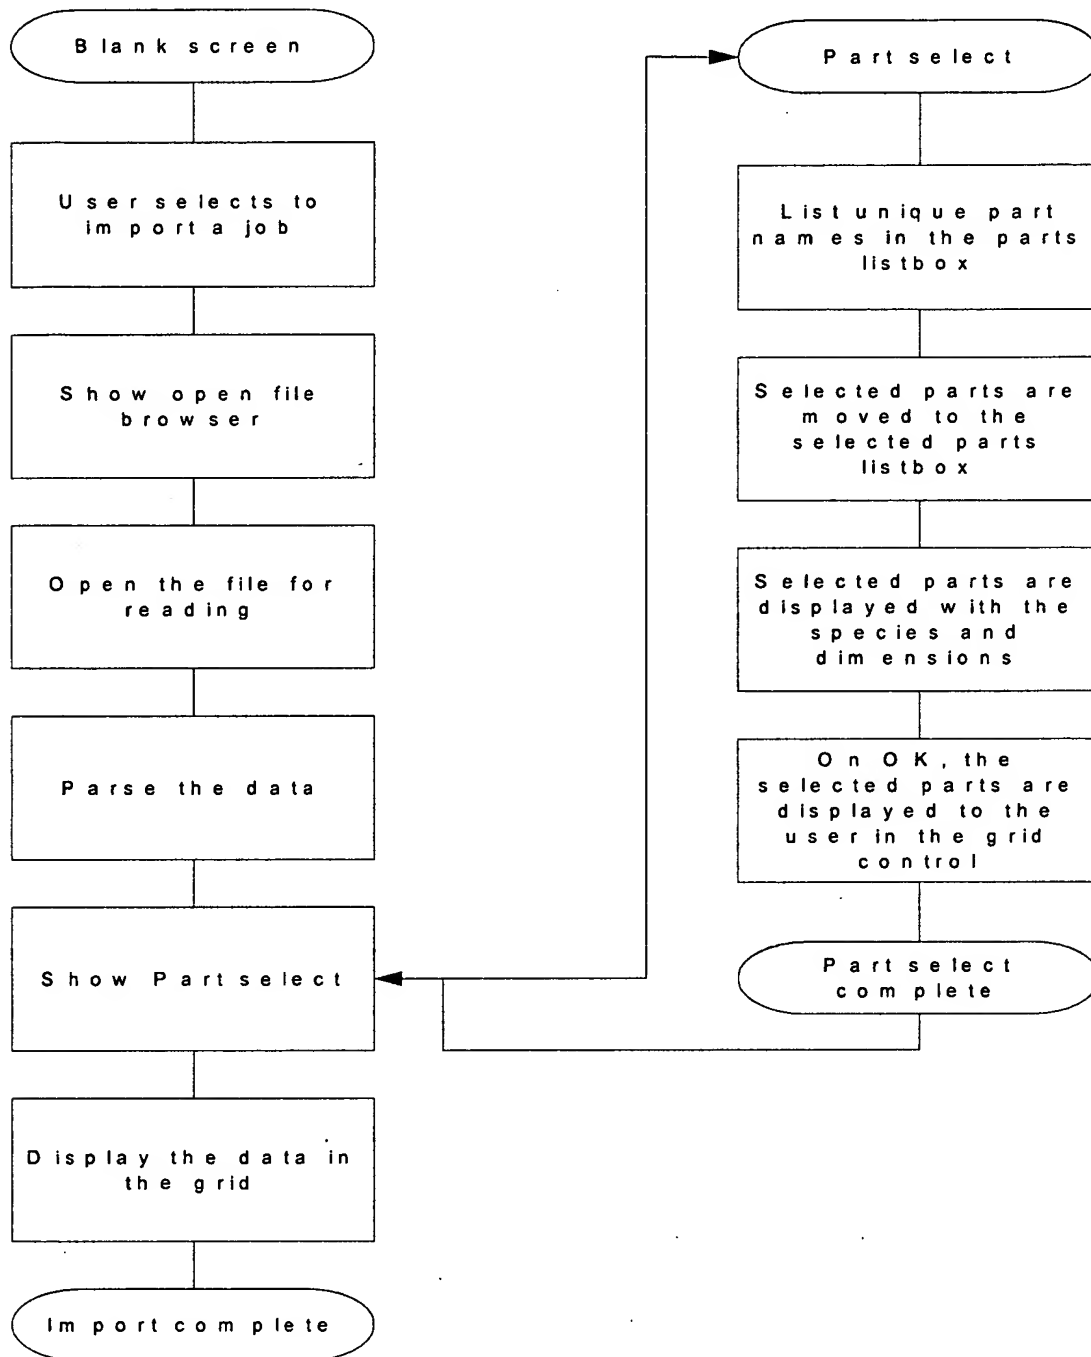 Blank screen
User selects to
import a job
Show open file
browser
Open the file for
reading
Parse the data
Show Part select
Display the data in
the grid
Import complete
Part select
List unique part
names in the parts
listbox
Selected parts are
moved to the
selected parts
listbox
Selected parts are
displayed with the
species and
dimensions
On OK, the
selected parts are
displayed to the
user in the grid
control
Part select
complete